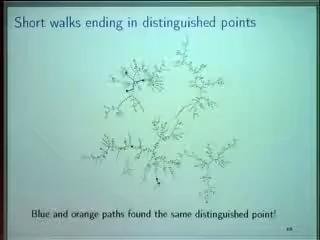 Short walks ending in distinguished points
Blue and orange paths found the same distinguished point!